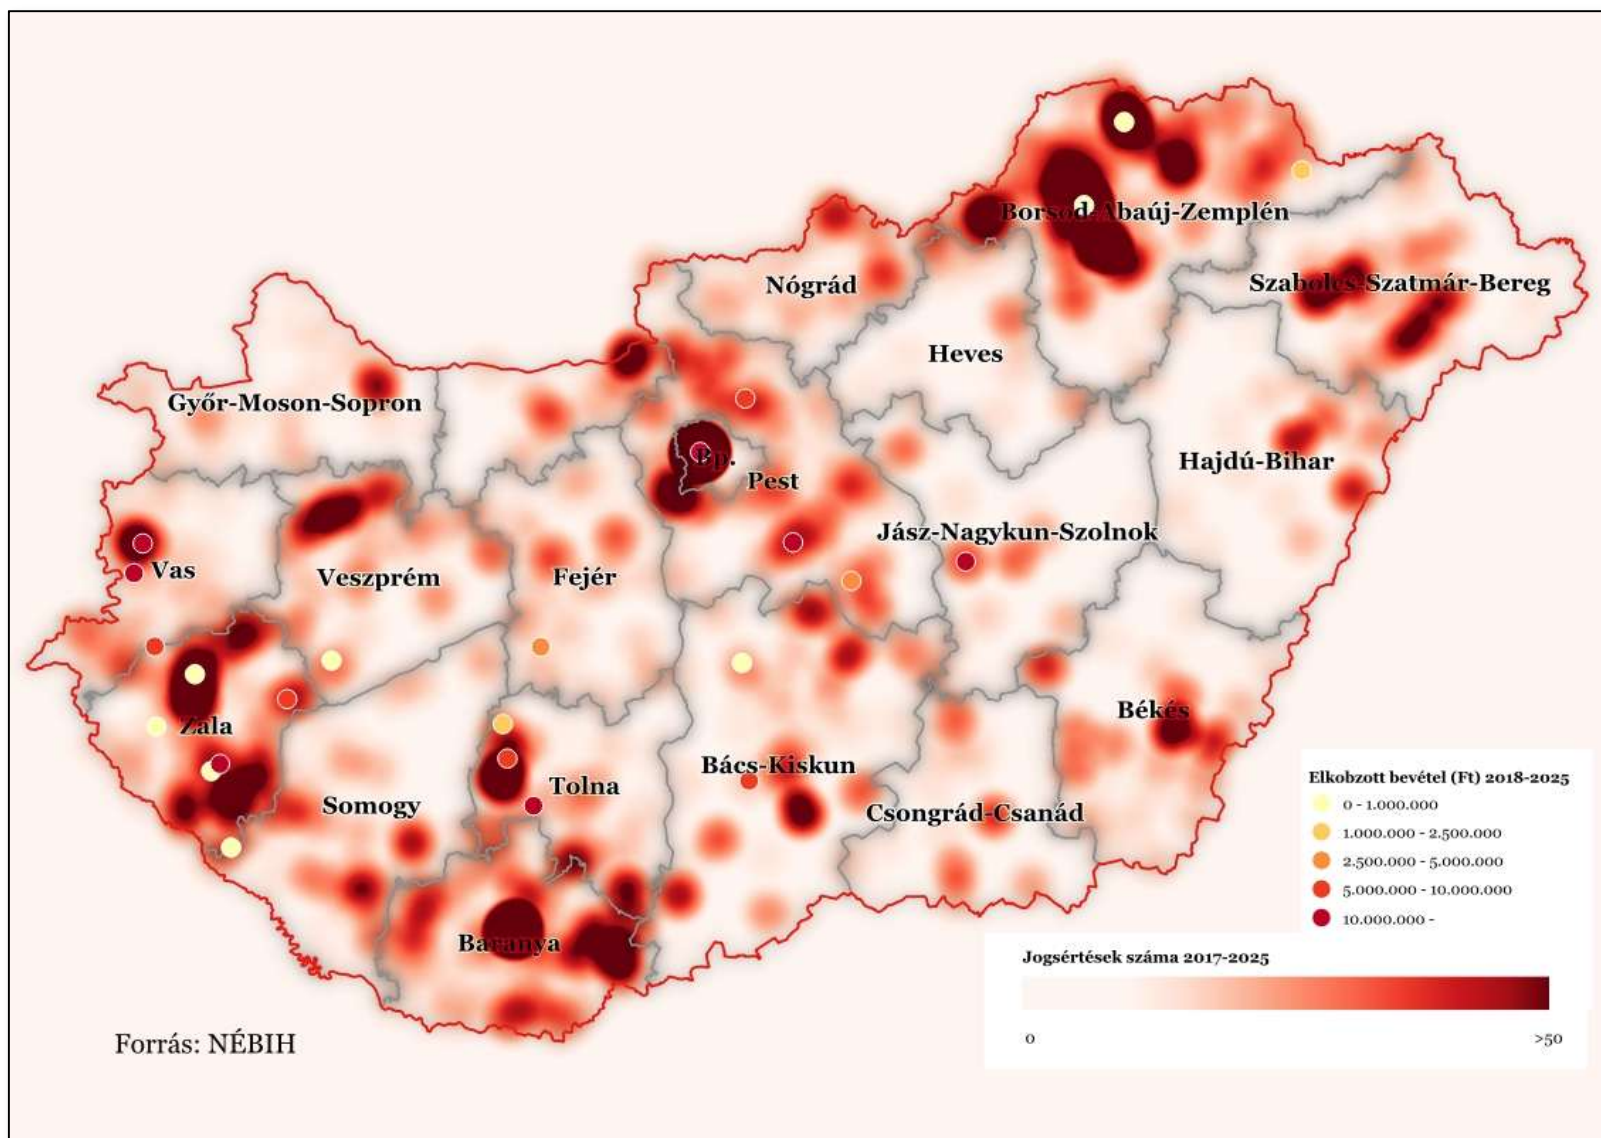 Borsod-Abaúj-Zemplén
Nógrád
Szabolcs-Szatmár-Bereg
Heves
Győr-Moson-Sopron
Bp.
Pest
Hajdú-Bihar
Jász-Nagykun-Szolnok
Vas
Veszprém
Fejér
Zala
Békés
Somogy
Tolna
Bács-Kiskun
Csongrád-Csanád
Baranya
Elkobzott bevétel (Ft) 2018-2025
0 - 1.000.000
1.000.000 - 2.500.000
2.500.000 - 5.000.000
5.000.000 - 10.000.000
10.000.000 -
Jogsértések száma 2017-2025
0
>50
Forrás: NÉBIH